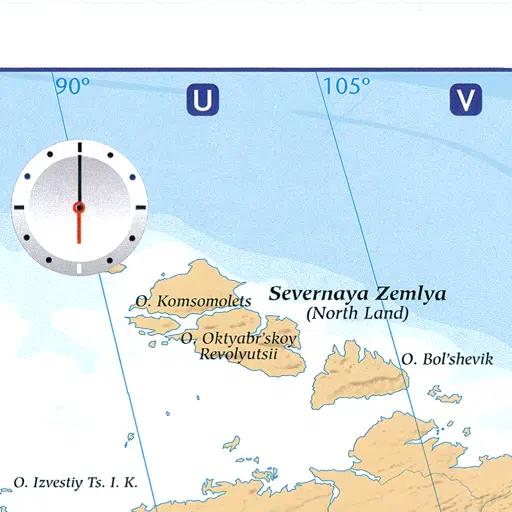 90°
U
105°
V
Severnaya Zemlya
(North Land)
O. Komsomolets
O. Oktyabr'skoy
Revolyutsii
O. Bol'shevik
O. Izvestiy Ts. I. K.